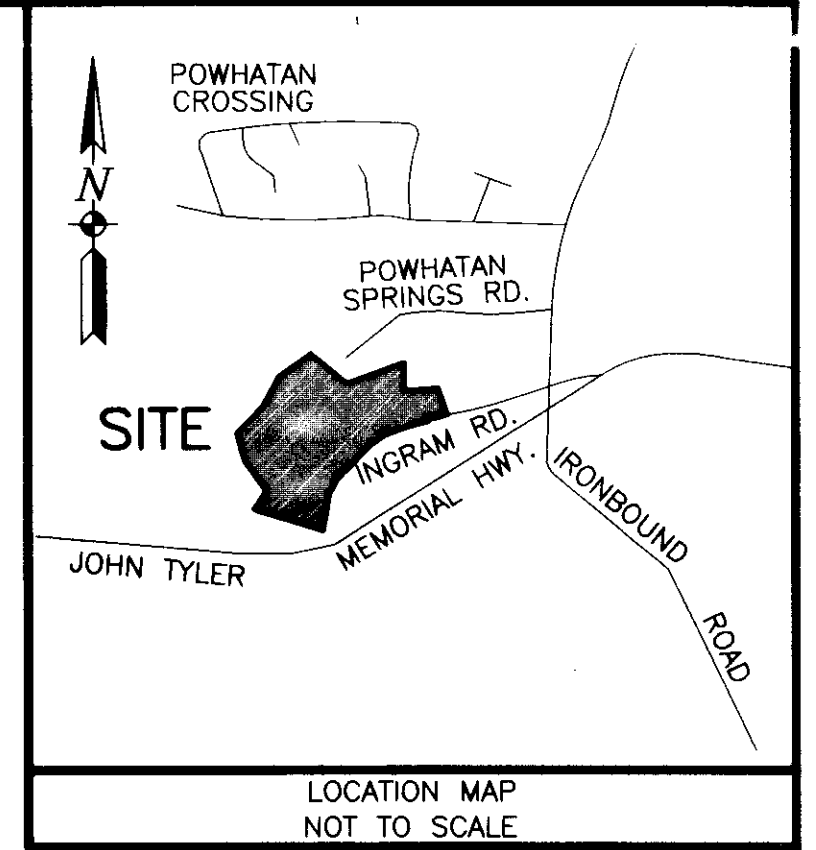 POWHATAN
CROSSING
N
POWHATAN
SPRINGS RD.
SITE
INGRAM RD.
JOHN TYLER
MEMORIAL HWY.
IRONBOUND
ROAD
LOCATION MAP
NOT TO SCALE